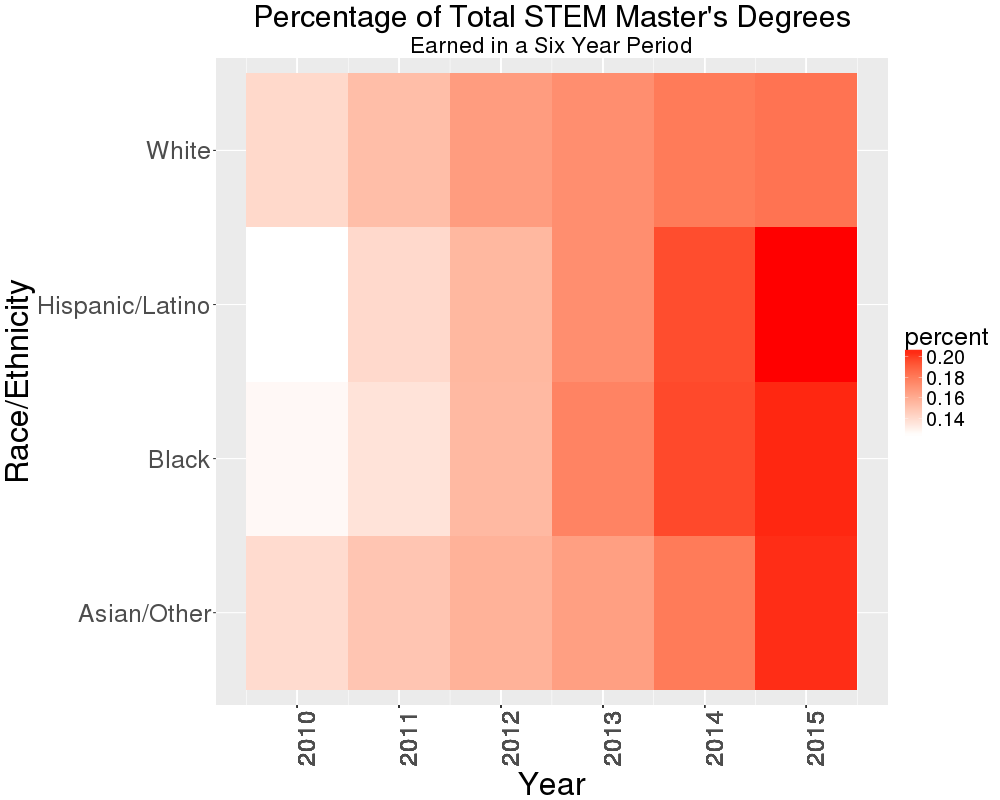 Percentage of Total STEM Master's Degrees
Earned in a Six Year Period
Race/Ethnicity
White
Hispanic/Latino
Black
Asian/Other
2010
2011
2012
2013
2014
2015
Year
percent
0.20
0.18
0.16
0.14